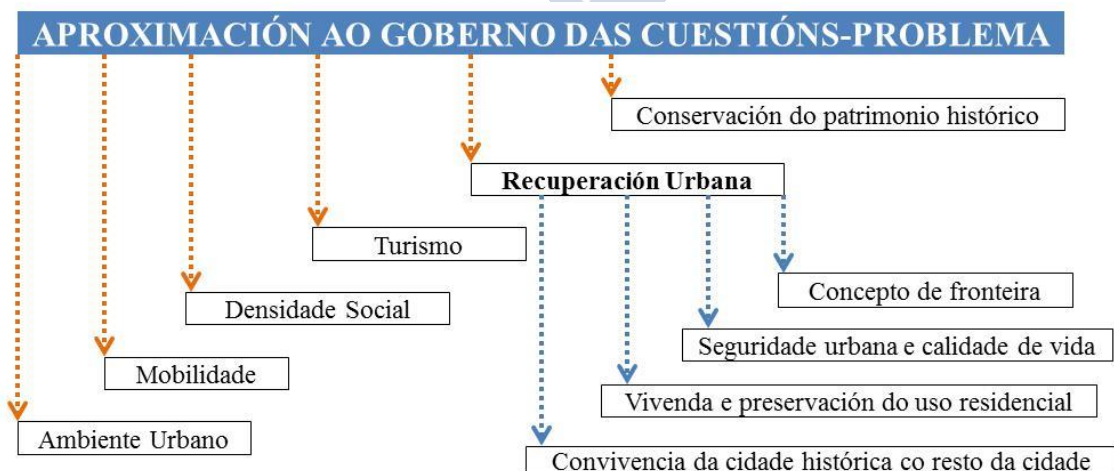 APROXIMACIÓN AO GOBERNO DAS CUESTIÓNS-PROBLEMA
Conservación do patrimonio histórico
Recuperación Urbana
Turismo
Concepto de fronteira
Densidade Social
Seguridade urbana e calidade de vida
Mobilidade
Vivenda e preservación do uso residencial
Ambiente Urbano
Convivencia da cidade histórica co resto da cidade